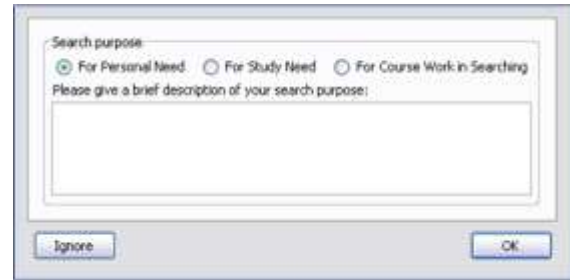 Search purpose
For Personal Need For Study Need For Course Work in Searching
Please give a brief description of your search purpose:
Ignore OK